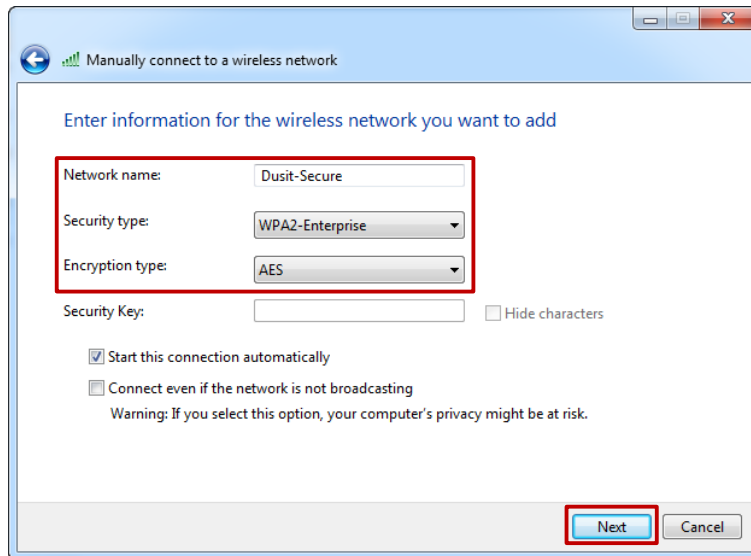 Manually connect to a wireless network
Enter information for the wireless network you want to add
Network name: Dusit-Secure
Security type: WPA2-Enterprise
Encryption type: AES
Security Key: Hide characters
Start this connection automatically
Connect even if the network is not broadcasting
Warning: If you select this option, your computer's privacy might be at risk.
Next Cancel